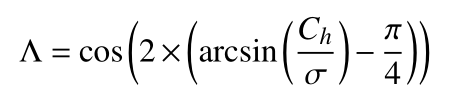 Λ = cos(2 × (arcsin(C_h/σ) − π/4))